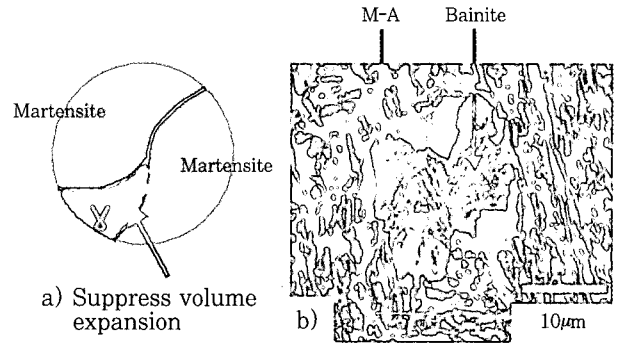 M-A Bainite
Martensite
Martensite
γ
a) Suppress volume
expansion
b)
10μm